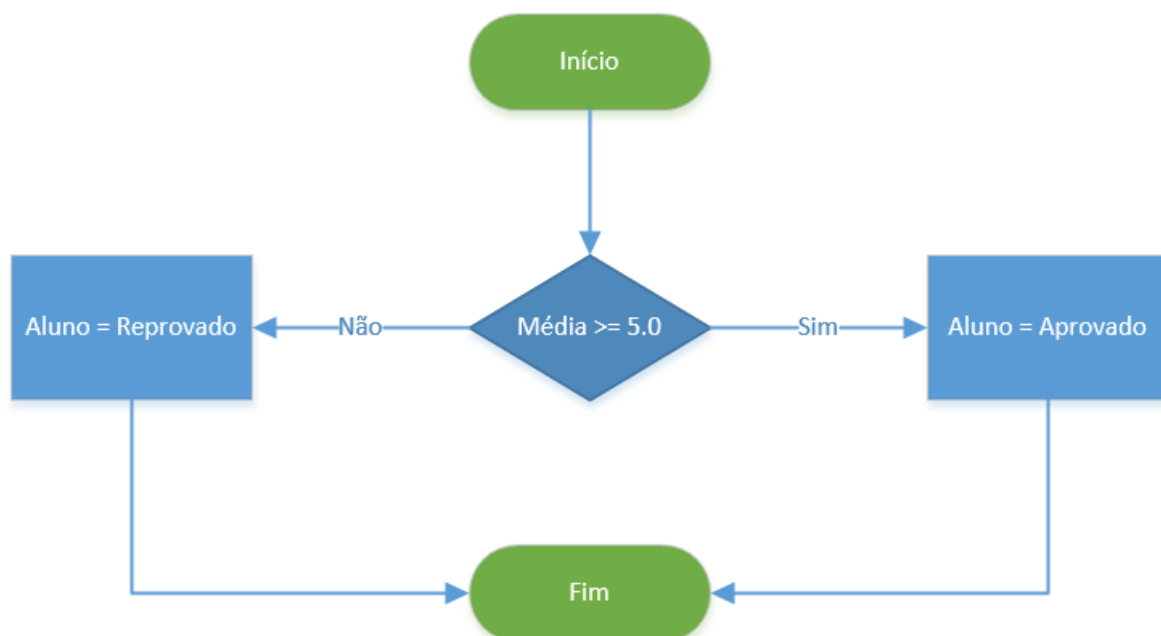 Início
Aluno = Reprovado
Não
Média >= 5.0
Sim
Aluno = Aprovado
Fim